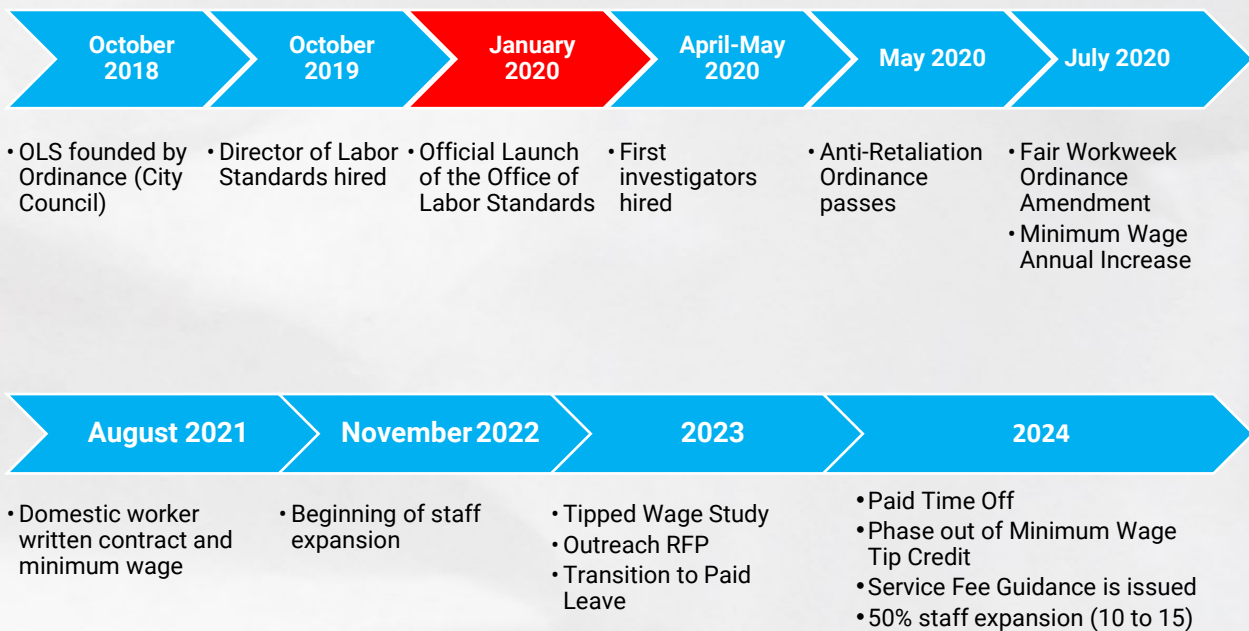 October
2018
October
2019
January
2020
April-May
2020
May 2020
July 2020
• OLS founded by
Ordinance (City
Council)
• Director of Labor
Standards hired
• Official Launch
of the Office of
Labor Standards
• First
investigators
hired
• Anti-Retaliation
Ordinance
passes
• Fair Workweek
Ordinance
Amendment
• Minimum Wage
Annual Increase
August 2021
November 2022
2023
2024
• Domestic worker
written contract and
minimum wage
• Beginning of staff
expansion
• Tipped Wage Study
• Outreach RFP
• Transition to Paid
Leave
• Paid Time Off
• Phase out of Minimum Wage
Tip Credit
• Service Fee Guidance is issued
• 50% staff expansion (10 to 15)